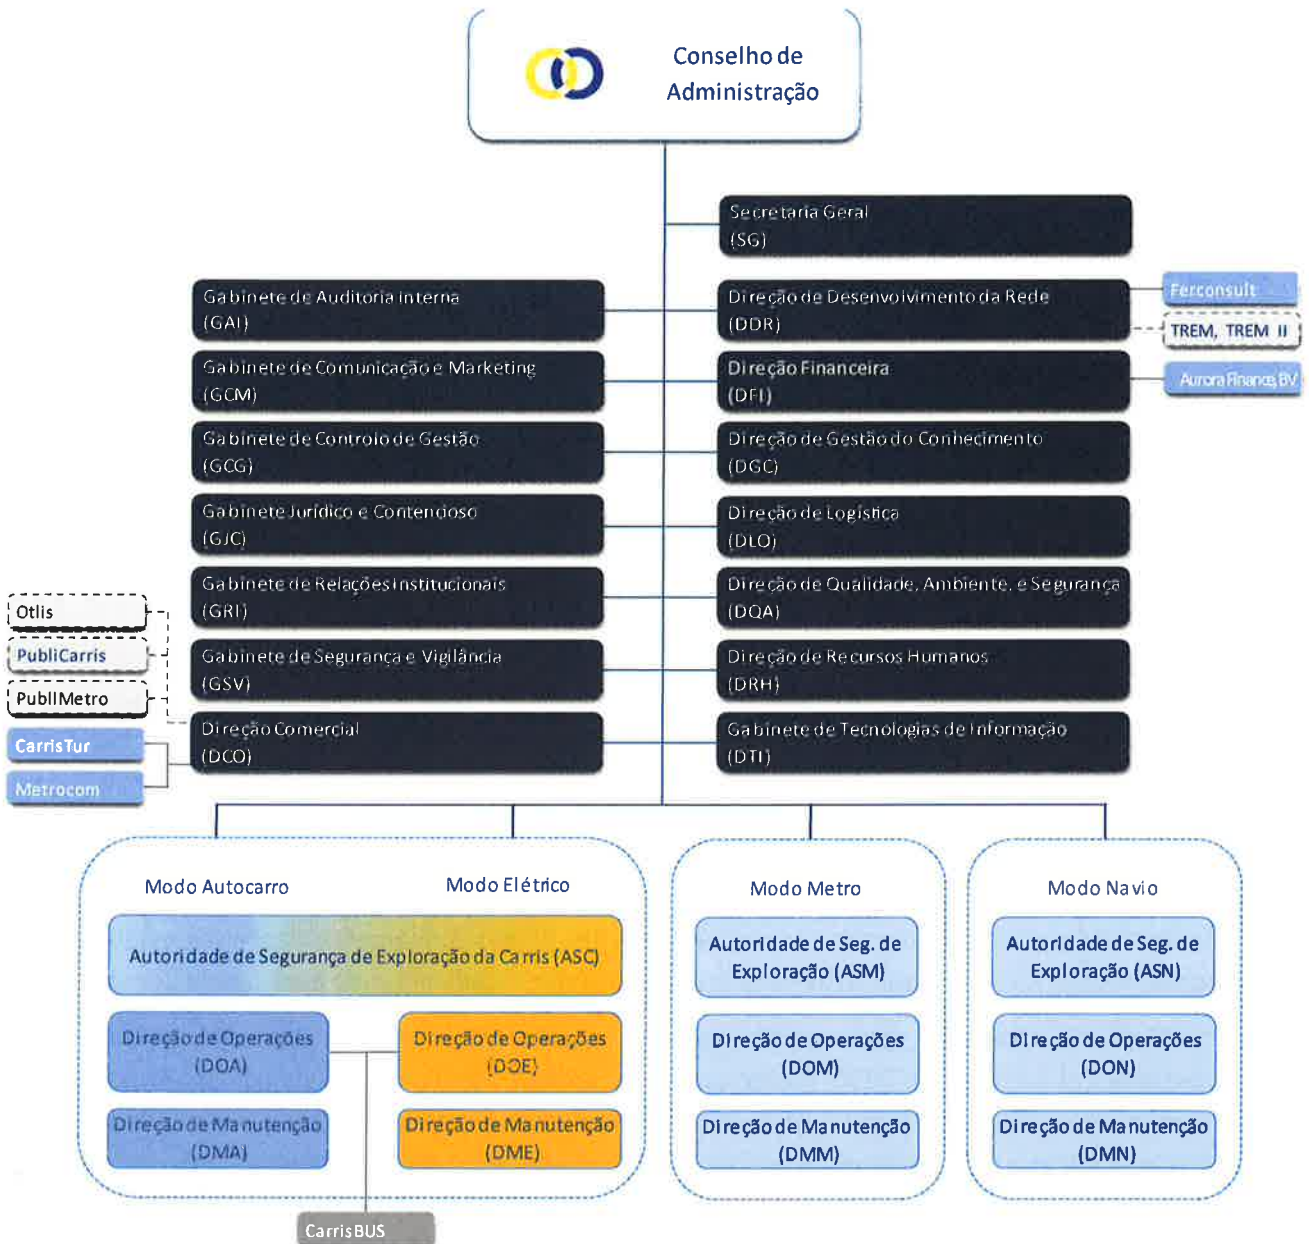 Conselho de
Administração
Secretaria Geral
(SG)
Gabinete de Auditoria Interna
(GAI)
Direção de Desenvolvimento da Rede
(DDR)
Ferconsult
TREM, TREM II
Gabinete de Comunicação e Marketing
(GCM)
Direção Financeira
(DFI)
Aurora Finance, BV
Gabinete de Controlo de Gestão
(GCG)
Direção de Gestão do Conhecimento
(DGC)
Gabinete Jurídico e Contencioso
(GJC)
Direção de Logística
(DLO)
Gabinete de Relações Institucionais
(GRI)
Direção de Qualidade, Ambiente, e Segurança
(DQA)
Otlis
PubliCarris
PubliMetro
Gabinete de Segurança e Vigilância
(GSV)
Direção de Recursos Humanos
(DRH)
Direção Comercial
(DCO)
Gabinete de Tecnologias de Informação
(DTI)
CarrisTur
Metrocom
Modo Autocarro
Modo Elétrico
Autoridade de Segurança de Exploração da Carris (ASC)
Direção de Operações
(DOA)
Direção de Operações
(DOE)
Direção de Manutenção
(DMA)
Direção de Manutenção
(DME)
CarrisBUS
Modo Metro
Autoridade de Seg. de
Exploração (ASM)
Direção de Operações
(DOM)
Direção de Manutenção
(DMM)
Modo Navio
Autoridade de Seg. de
Exploração (ASN)
Direção de Operações
(DON)
Direção de Manutenção
(DMN)